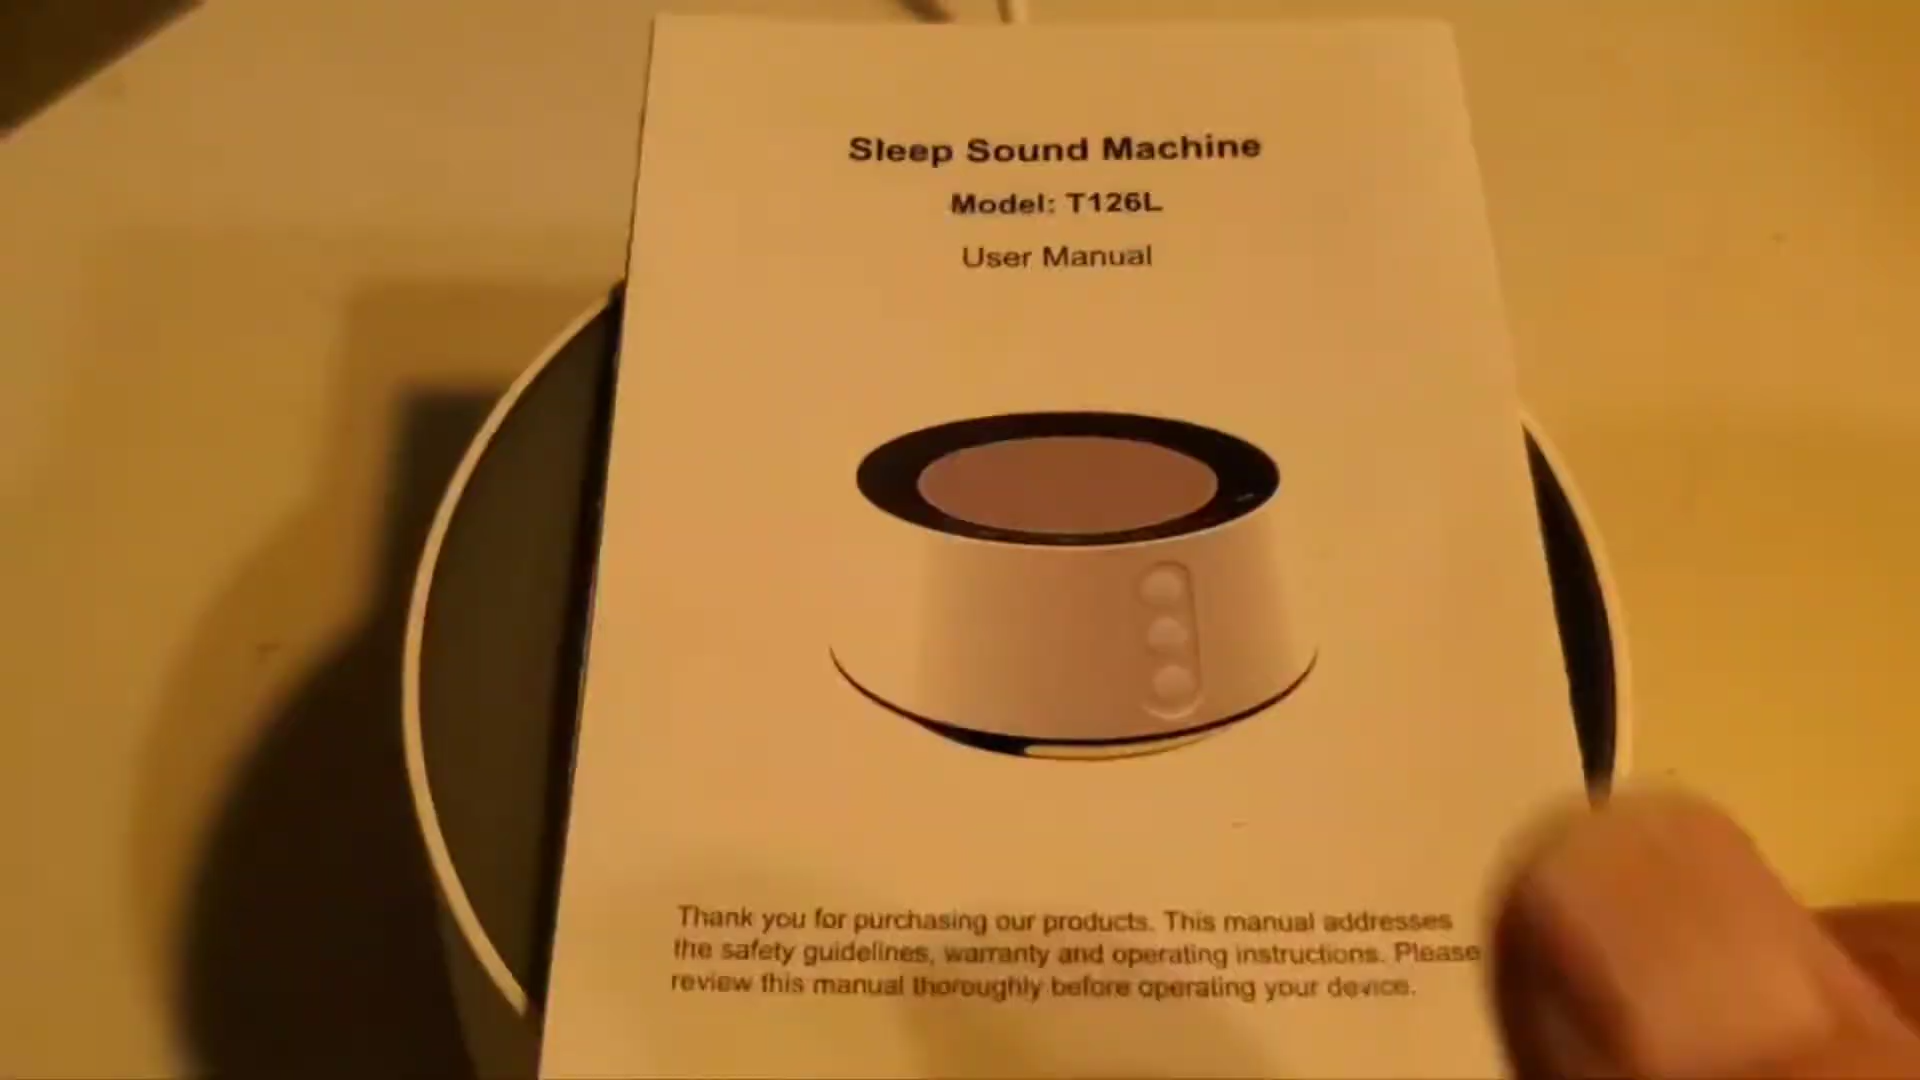 Sleep Sound Machine
Model: T126L
User Manual
Thank you for purchasing our products. This manual addresses
the safety guidelines, warranty and operating instructions. Please
review this manual thoroughly before operating your device.